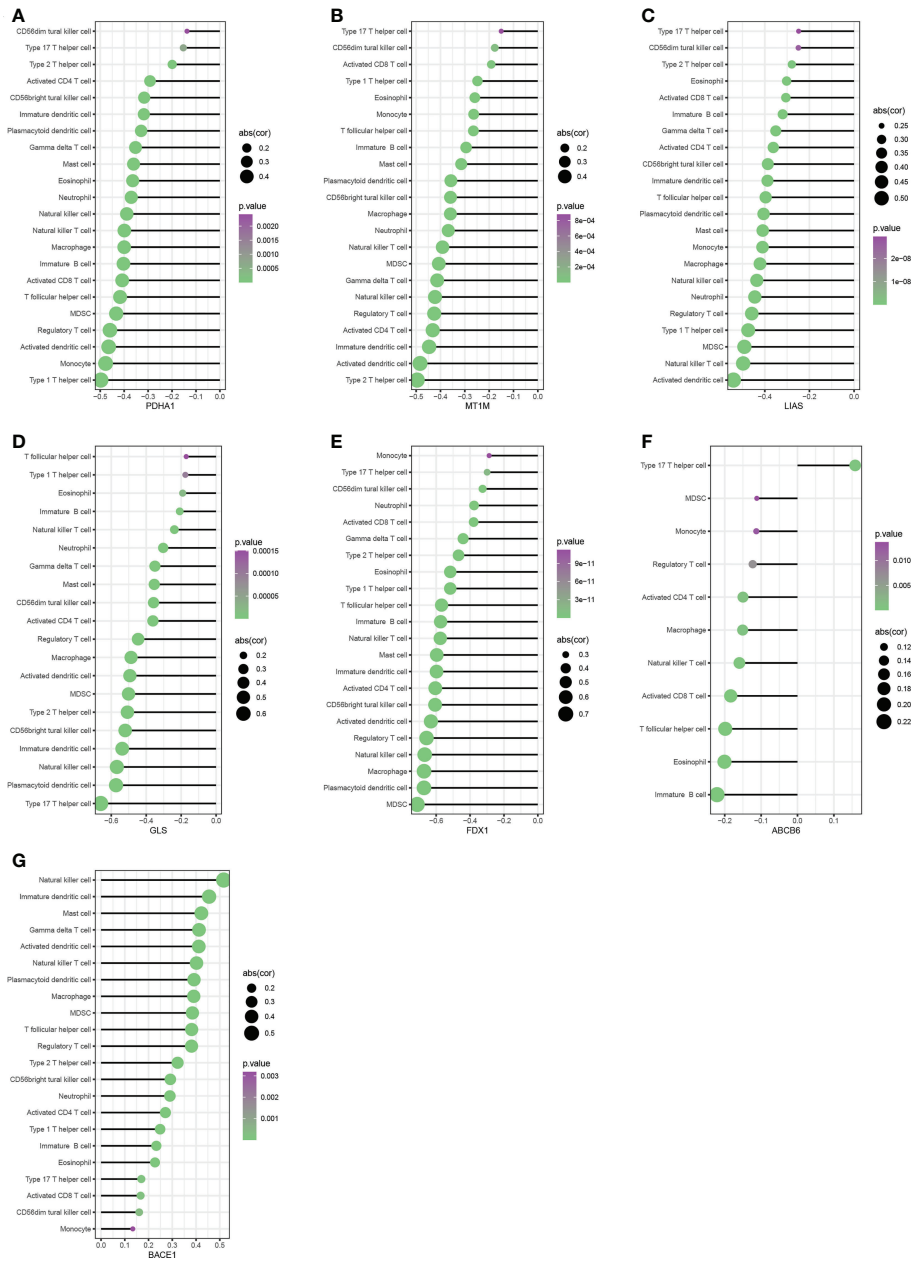 A
CD56dim tural killer cell
Type 17 T helper cell
Type 2 T helper cell
Activated CD4 T cell
CD56bright tural killer cell
Immature dendritic cell
Plasmacytoid dendritic cell
Gamma delta T cell
Mast cell
Eosinophil
Neutrophil
Natural killer cell
Natural killer T cell
Macrophage
Immature  B cell
Activated CD8 T cell
T follicular helper cell
MDSC
Regulatory T cell
Activated dendritic cell
Monocyte
Type 1 T helper cell
−0.5 −0.4 −0.3 −0.2 −0.1 0.0
PDHA1
abs(cor)
0.2
0.3
0.4
p.value
0.0020
0.0015
0.0010
0.0005
B
Type 17 T helper cell
CD56dim tural killer cell
Activated CD8 T cell
Type 1 T helper cell
Eosinophil
Monocyte
T follicular helper cell
Immature  B cell
Mast cell
Plasmacytoid dendritic cell
CD56bright tural killer cell
Macrophage
Neutrophil
Natural killer T cell
MDSC
Gamma delta T cell
Natural killer cell
Regulatory T cell
Activated CD4 T cell
Immature dendritic cell
Activated dendritic cell
Type 2 T helper cell
−0.5 −0.4 −0.3 −0.2 −0.1 0.0
MT1M
abs(cor)
0.2
0.3
0.4
p.value
8e−04
6e−04
4e−04
2e−04
C
Type 17 T helper cell
CD56dim tural killer cell
Type 2 T helper cell
Eosinophil
Activated CD8 T cell
Immature  B cell
Gamma delta T cell
Activated CD4 T cell
CD56bright tural killer cell
Immature dendritic cell
T follicular helper cell
Plasmacytoid dendritic cell
Mast cell
Monocyte
Macrophage
Natural killer cell
Neutrophil
Regulatory T cell
Type 1 T helper cell
MDSC
Natural killer T cell
Activated dendritic cell
−0.4 −0.2 0.0
LIAS
abs(cor)
0.25
0.30
0.35
0.40
0.45
0.50
p.value
2e−08
1e−08
D
T follicular helper cell
Type 1 T helper cell
Eosinophil
Immature  B cell
Natural killer T cell
Neutrophil
Gamma delta T cell
Mast cell
CD56dim tural killer cell
Activated CD4 T cell
Regulatory T cell
Macrophage
Activated dendritic cell
MDSC
Type 2 T helper cell
CD56bright tural killer cell
Immature dendritic cell
Natural killer cell
Plasmacytoid dendritic cell
Type 17 T helper cell
−0.6 −0.4 −0.2 0.0
GLS
p.value
0.00015
0.00010
0.00005
abs(cor)
0.2
0.3
0.4
0.5
0.6
E
Monocyte
Type 17 T helper cell
CD56dim tural killer cell
Neutrophil
Activated CD8 T cell
Gamma delta T cell
Type 2 T helper cell
Eosinophil
Type 1 T helper cell
T follicular helper cell
Immature  B cell
Natural killer T cell
Mast cell
Immature dendritic cell
Activated CD4 T cell
CD56bright tural killer cell
Activated dendritic cell
Regulatory T cell
Natural killer cell
Macrophage
Plasmacytoid dendritic cell
MDSC
−0.6 −0.4 −0.2 0.0
FDX1
p.value
9e−11
6e−11
3e−11
abs(cor)
0.3
0.4
0.5
0.6
0.7
F
Type 17 T helper cell
MDSC
Monocyte
Regulatory T cell
Activated CD4 T cell
Macrophage
Natural killer T cell
Activated CD8 T cell
T follicular helper cell
Eosinophil
Immature  B cell
−0.2 −0.1 0.0 0.1
ABCB6
p.value
0.010
0.005
abs(cor)
0.12
0.14
0.16
0.18
0.20
0.22
G
Natural killer cell
Immature dendritic cell
Mast cell
Gamma delta T cell
Activated dendritic cell
Natural killer T cell
Plasmacytoid dendritic cell
Macrophage
MDSC
T follicular helper cell
Regulatory T cell
Type 2 T helper cell
CD56bright tural killer cell
Neutrophil
Activated CD4 T cell
Type 1 T helper cell
Immature  B cell
Eosinophil
Type 17 T helper cell
Activated CD8 T cell
CD56dim tural killer cell
Monocyte
0.0 0.1 0.2 0.3 0.4 0.5
BACE1
abs(cor)
0.2
0.3
0.4
0.5
p.value
0.003
0.002
0.001